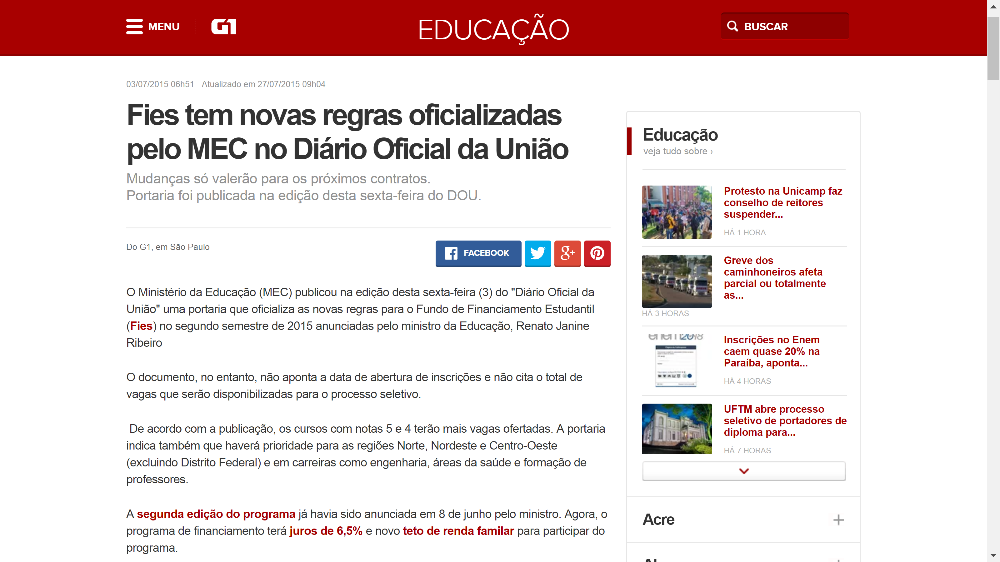 MENU
G1
EDUCAÇÃO
BUSCAR
03/07/2015 06h51 - Atualizado em 27/07/2015 09h04
Fies tem novas regras oficializadas
pelo MEC no Diário Oficial da União
Mudanças só valerão para os próximos contratos.
Portaria foi publicada na edição desta sexta-feira do DOU.
Do G1, em São Paulo
FACEBOOK
g+
O Ministério da Educação (MEC) publicou na edição desta sexta-feira (3) do "Diário Oficial da
União" uma portaria que oficializa as novas regras para o Fundo de Financiamento Estudantil
(Fies) no segundo semestre de 2015 anunciadas pelo ministro da Educação, Renato Janine
Ribeiro
O documento, no entanto, não aponta a data de abertura de inscrições e não cita o total de
vagas que serão disponibilizadas para o processo seletivo.
De acordo com a publicação, os cursos com notas 5 e 4 terão mais vagas ofertadas. A portaria
indica também que haverá prioridade para as regiões Norte, Nordeste e Centro-Oeste
(excluindo Distrito Federal) e em carreiras como engenharia, áreas da saúde e formação de
professores.
A segunda edição do programa já havia sido anunciada em 8 de junho pelo ministro. Agora, o
programa de financiamento terá juros de 6,5% e novo teto de renda familar para participar do
programa.
Educação
veja tudo sobre ›
Protesto na Unicamp faz
conselho de reitores
suspender...
HÁ 1 HORA
Greve dos
caminhoneiros afeta
parcial ou totalmente
as...
HÁ 3 HORAS
enem2018
Inscrições no Enem
caem quase 20% na
Paraíba, aponta...
HÁ 4 HORAS
UFTM abre processo
seletivo de portadores de
diploma para...
HÁ 7 HORAS
Acre